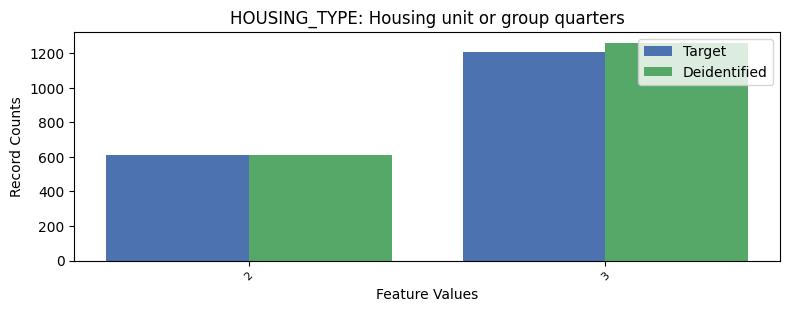 HOUSING_TYPE: Housing unit or group quarters
Record Counts
1200
1000
800
600
400
200
0
Target
Deidentified
2
3
Feature Values